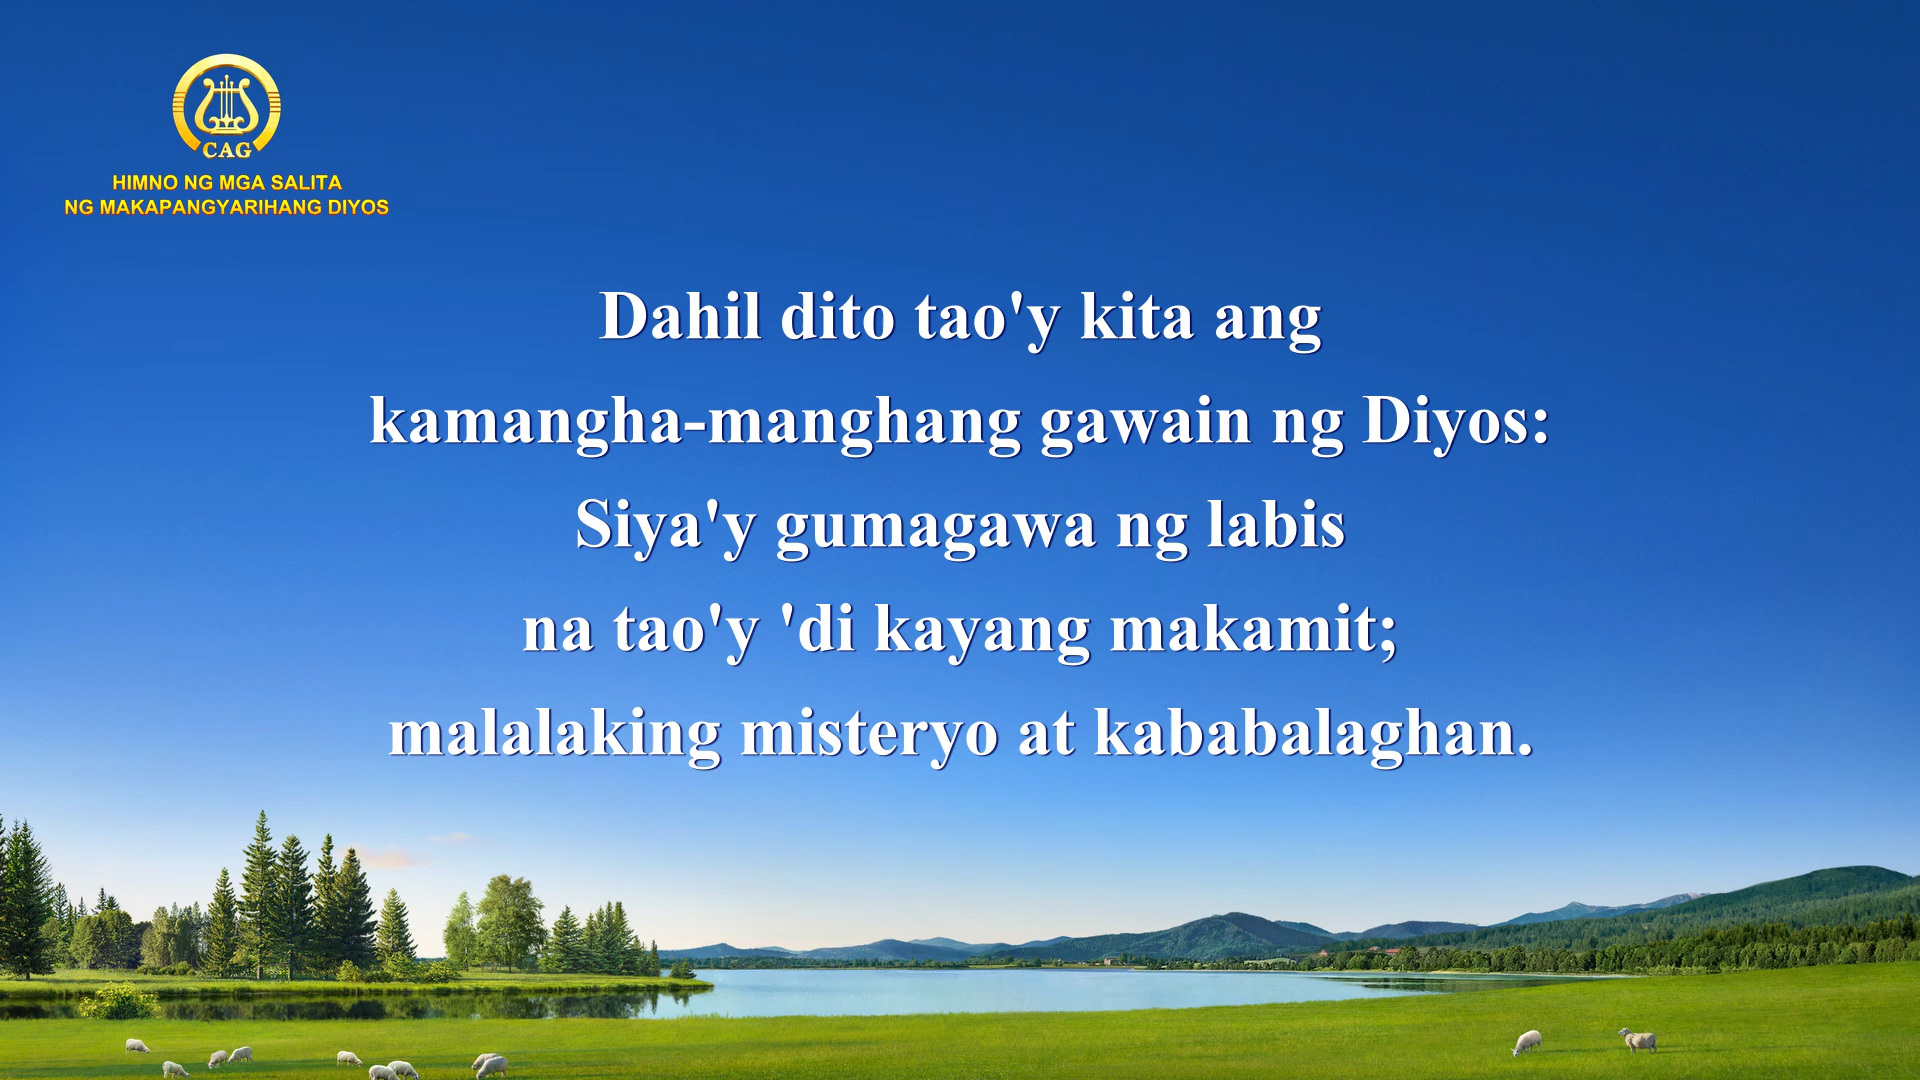 CAG
HIMNO NG MGA SALITA
NG MAKAPANGYARIHANG DIYOS
Dahil dito tao'y kita ang
kamangha-manghang gawain ng Diyos:
Siya'y gumagawa ng labis
na tao'y 'di kayang makamit;
malalaking misteryo at kababalaghan.